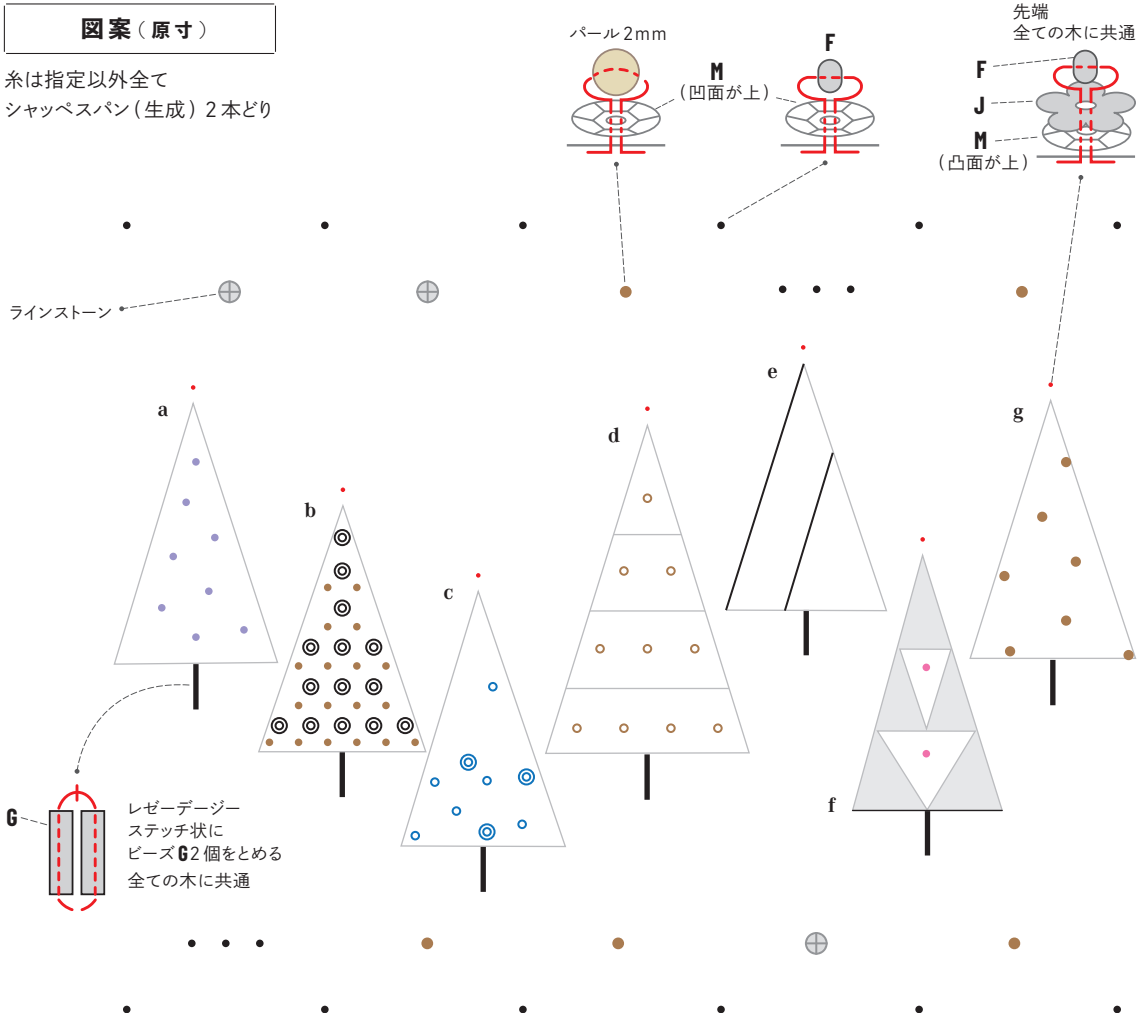 図案(原寸)
糸は指定以外全て
シャッペスパン(生成)2本どり
パール2mm
M
(凹面が上)
F
先端
全ての木に共通
F
J
M
(凸面が上)
ラインストーン
a
b
c
d
e
f
g
G
レゼーデージー
ステッチ状に
ビーズG2個をとめる
全ての木に共通